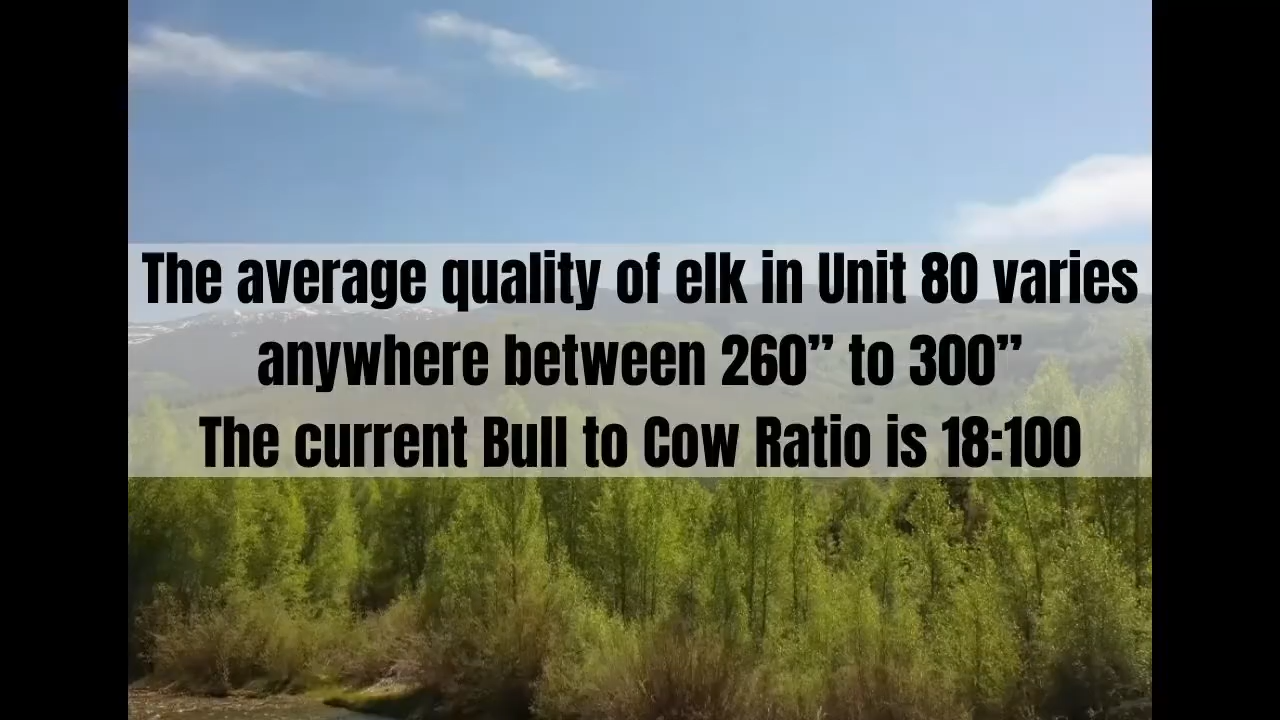 The average quality of elk in Unit 80 varies
anywhere between 260” to 300”
The current Bull to Cow Ratio is 18:100